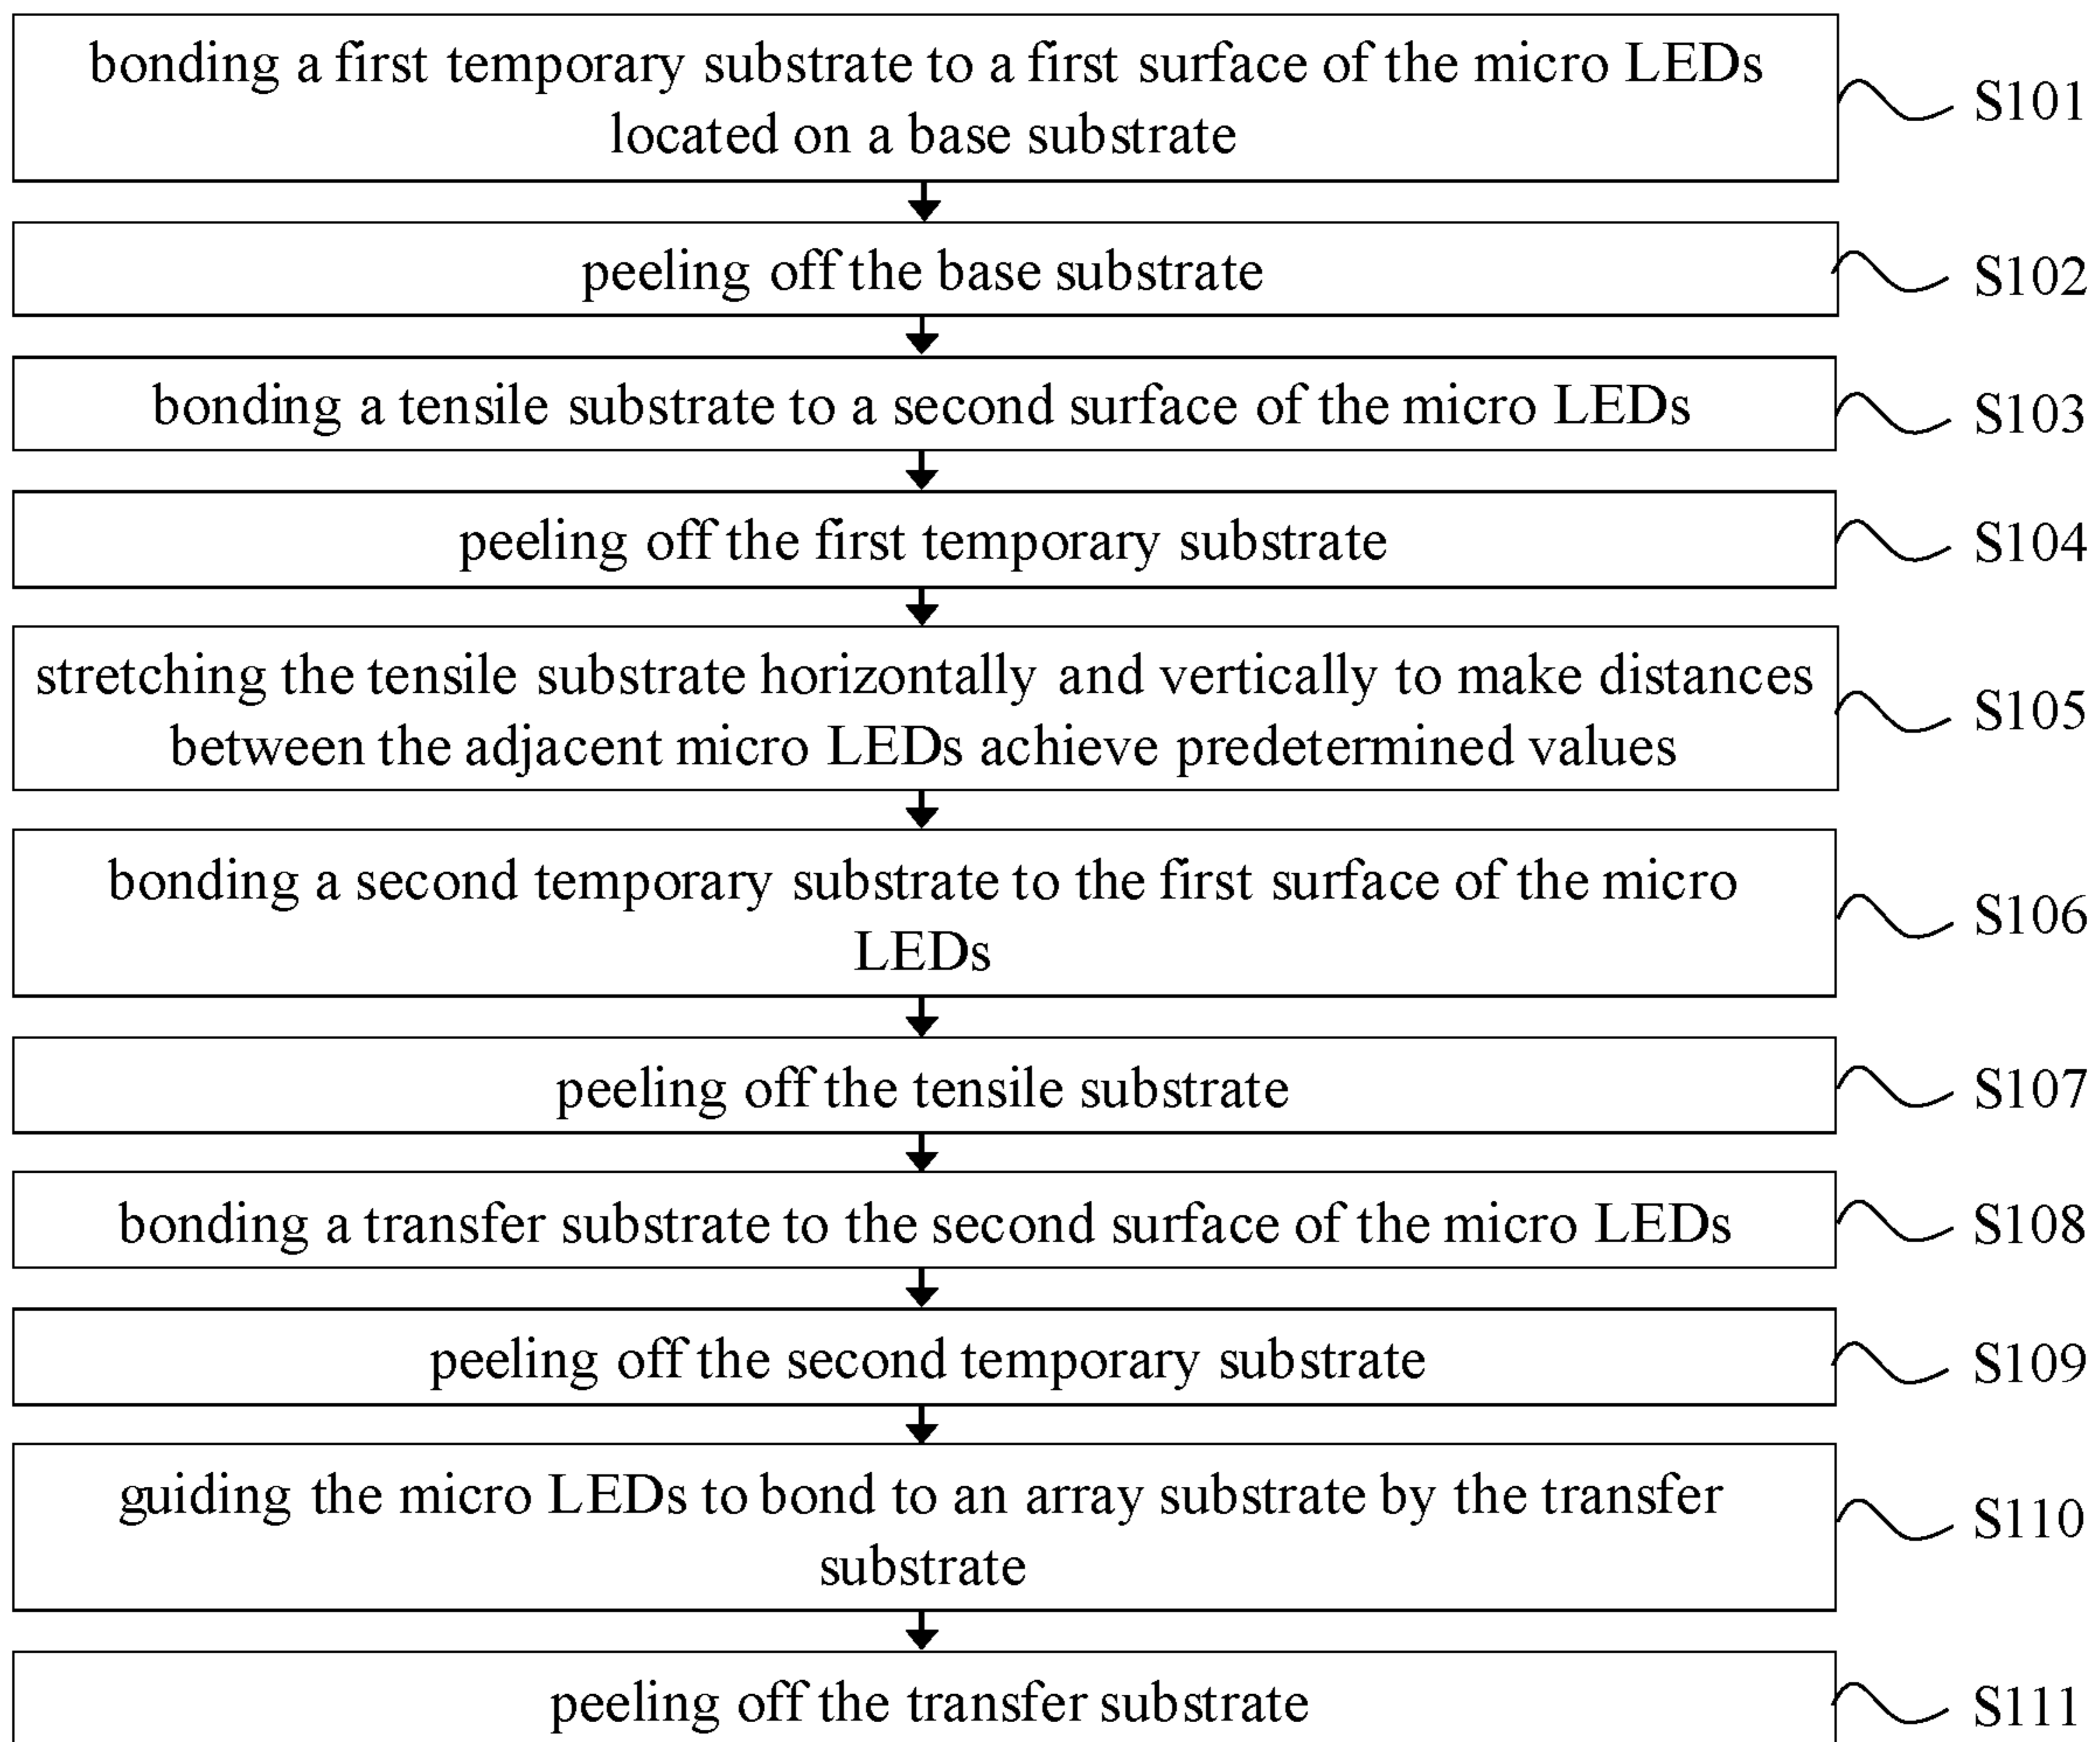 bonding a first temporary substrate to a first surface of the micro LEDs
located on a base substrate
S101
peeling off the base substrate
S102
bonding a tensile substrate to a second surface of the micro LEDs
S103
peeling off the first temporary substrate
S104
stretching the tensile substrate horizontally and vertically to make distances
between the adjacent micro LEDs achieve predetermined values
S105
bonding a second temporary substrate to the first surface of the micro
LEDs
S106
peeling off the tensile substrate
S107
bonding a transfer substrate to the second surface of the micro LEDs
S108
peeling off the second temporary substrate
S109
guiding the micro LEDs to bond to an array substrate by the transfer
substrate
S110
peeling off the transfer substrate
S111